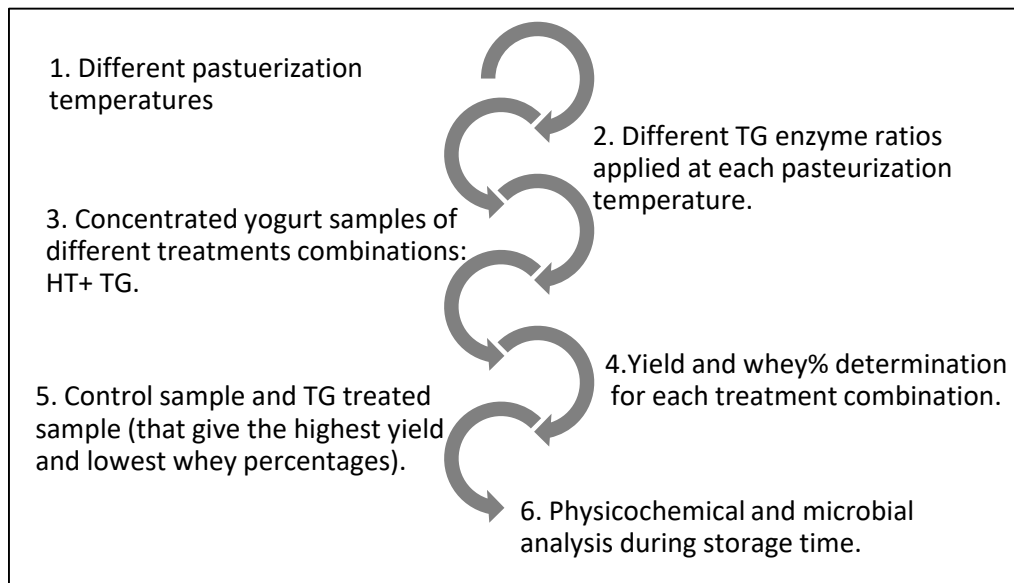 1. Different pastuerization
temperatures
2. Different TG enzyme ratios
applied at each pasteurization
temperature.
3. Concentrated yogurt samples of
different treatments combinations:
HT+ TG.
4.Yield and whey% determination
for each treatment combination.
5. Control sample and TG treated
sample (that give the highest yield
and lowest whey percentages).
6. Physicochemical and microbial
analysis during storage time.